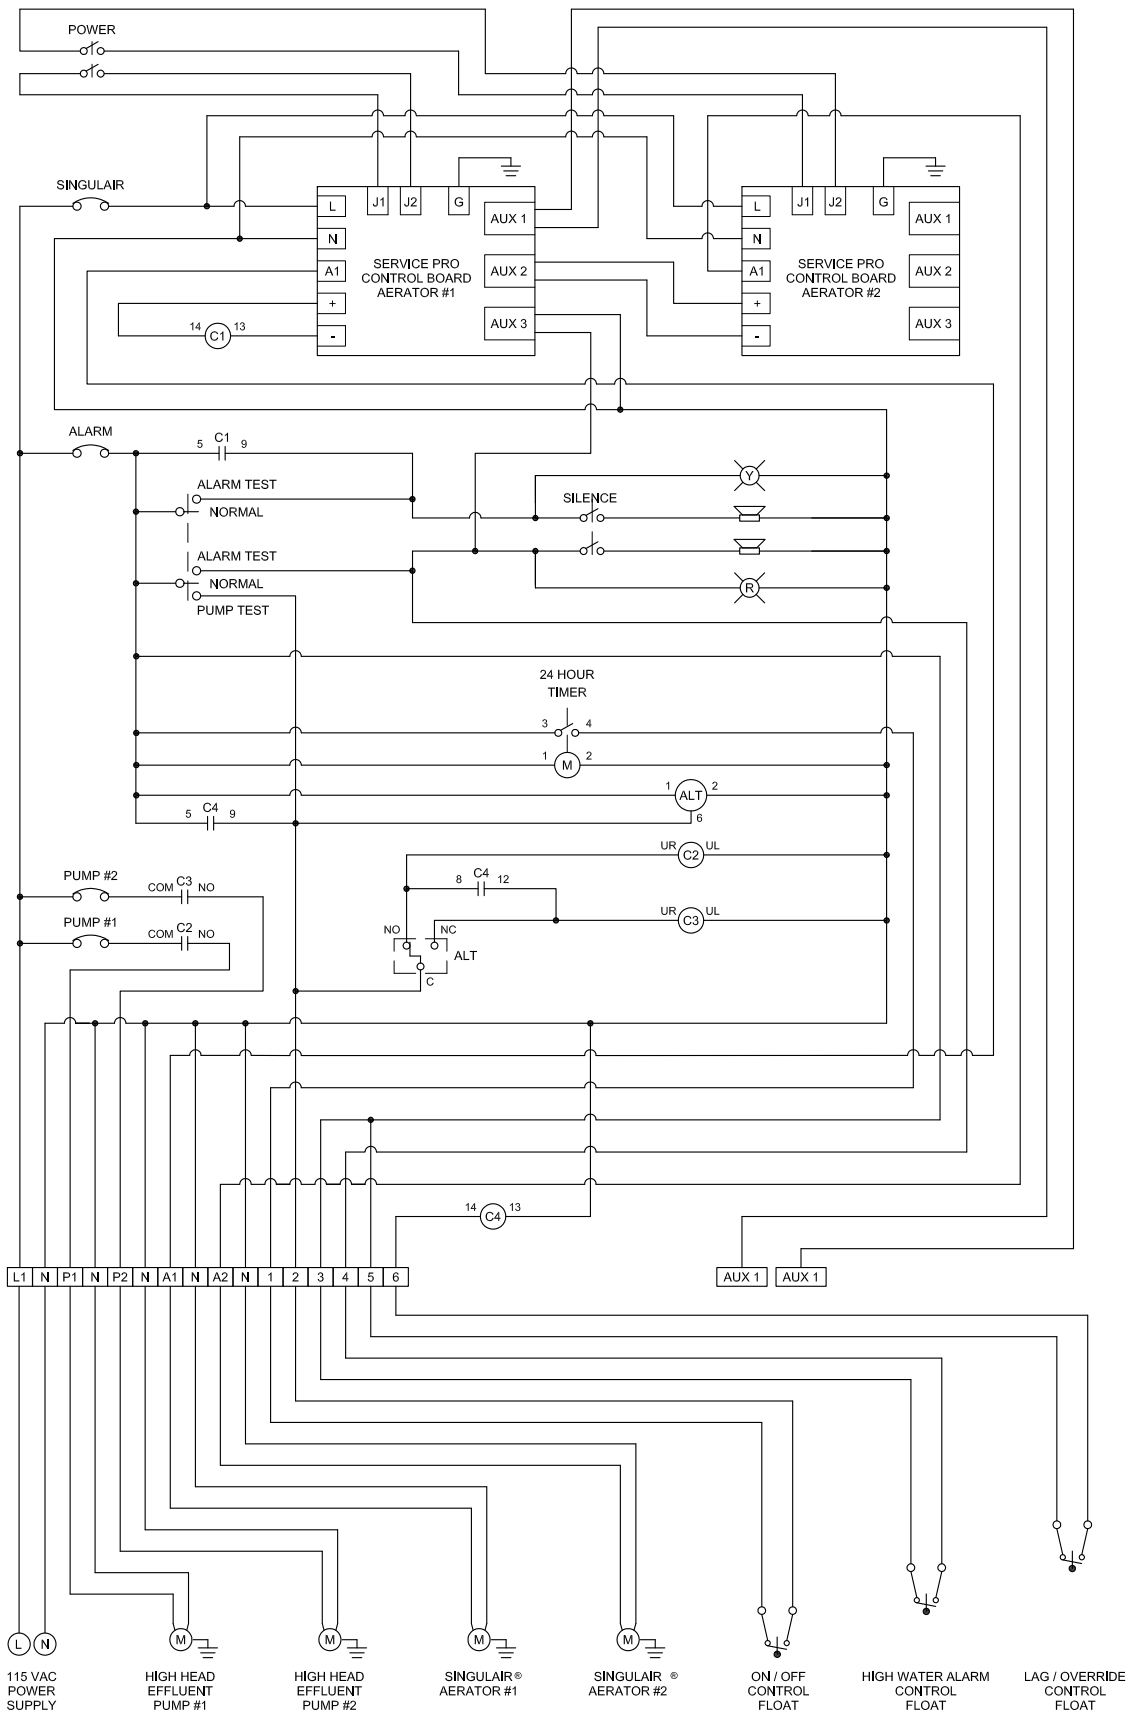 POWER
SINGULAIR
L
N
A1
+
-
J1
J2
G
AUX 1
AUX 2
AUX 3
SERVICE PRO
CONTROL BOARD
AERATOR #1
14
C1
13
L
N
A1
+
-
J1
J2
G
AUX 1
AUX 2
AUX 3
SERVICE PRO
CONTROL BOARD
AERATOR #2
ALARM
5 C1 9
ALARM TEST
NORMAL
ALARM TEST
NORMAL
PUMP TEST
SILENCE
Y
R
24 HOUR
TIMER
3 4
1 M 2
1 ALT 2
6
5 C4 9
UR C2 UL
8 C4 12
UR C3 UL
PUMP #2
COM C3 NO
PUMP #1
COM C2 NO
NO NC
ALT
C
14 C4 13
L1 N P1 N P2 N A1 N A2 N 1 2 3 4 5 6
AUX 1 AUX 1
L N
M M M M
115 VAC
POWER
SUPPLY
HIGH HEAD
EFFLUENT
PUMP #1
HIGH HEAD
EFFLUENT
PUMP #2
SINGULAIR®
AERATOR #1
SINGULAIR ®
AERATOR #2
ON / OFF
CONTROL
FLOAT
HIGH WATER ALARM
CONTROL
FLOAT
LAG / OVERRIDE
CONTROL
FLOAT